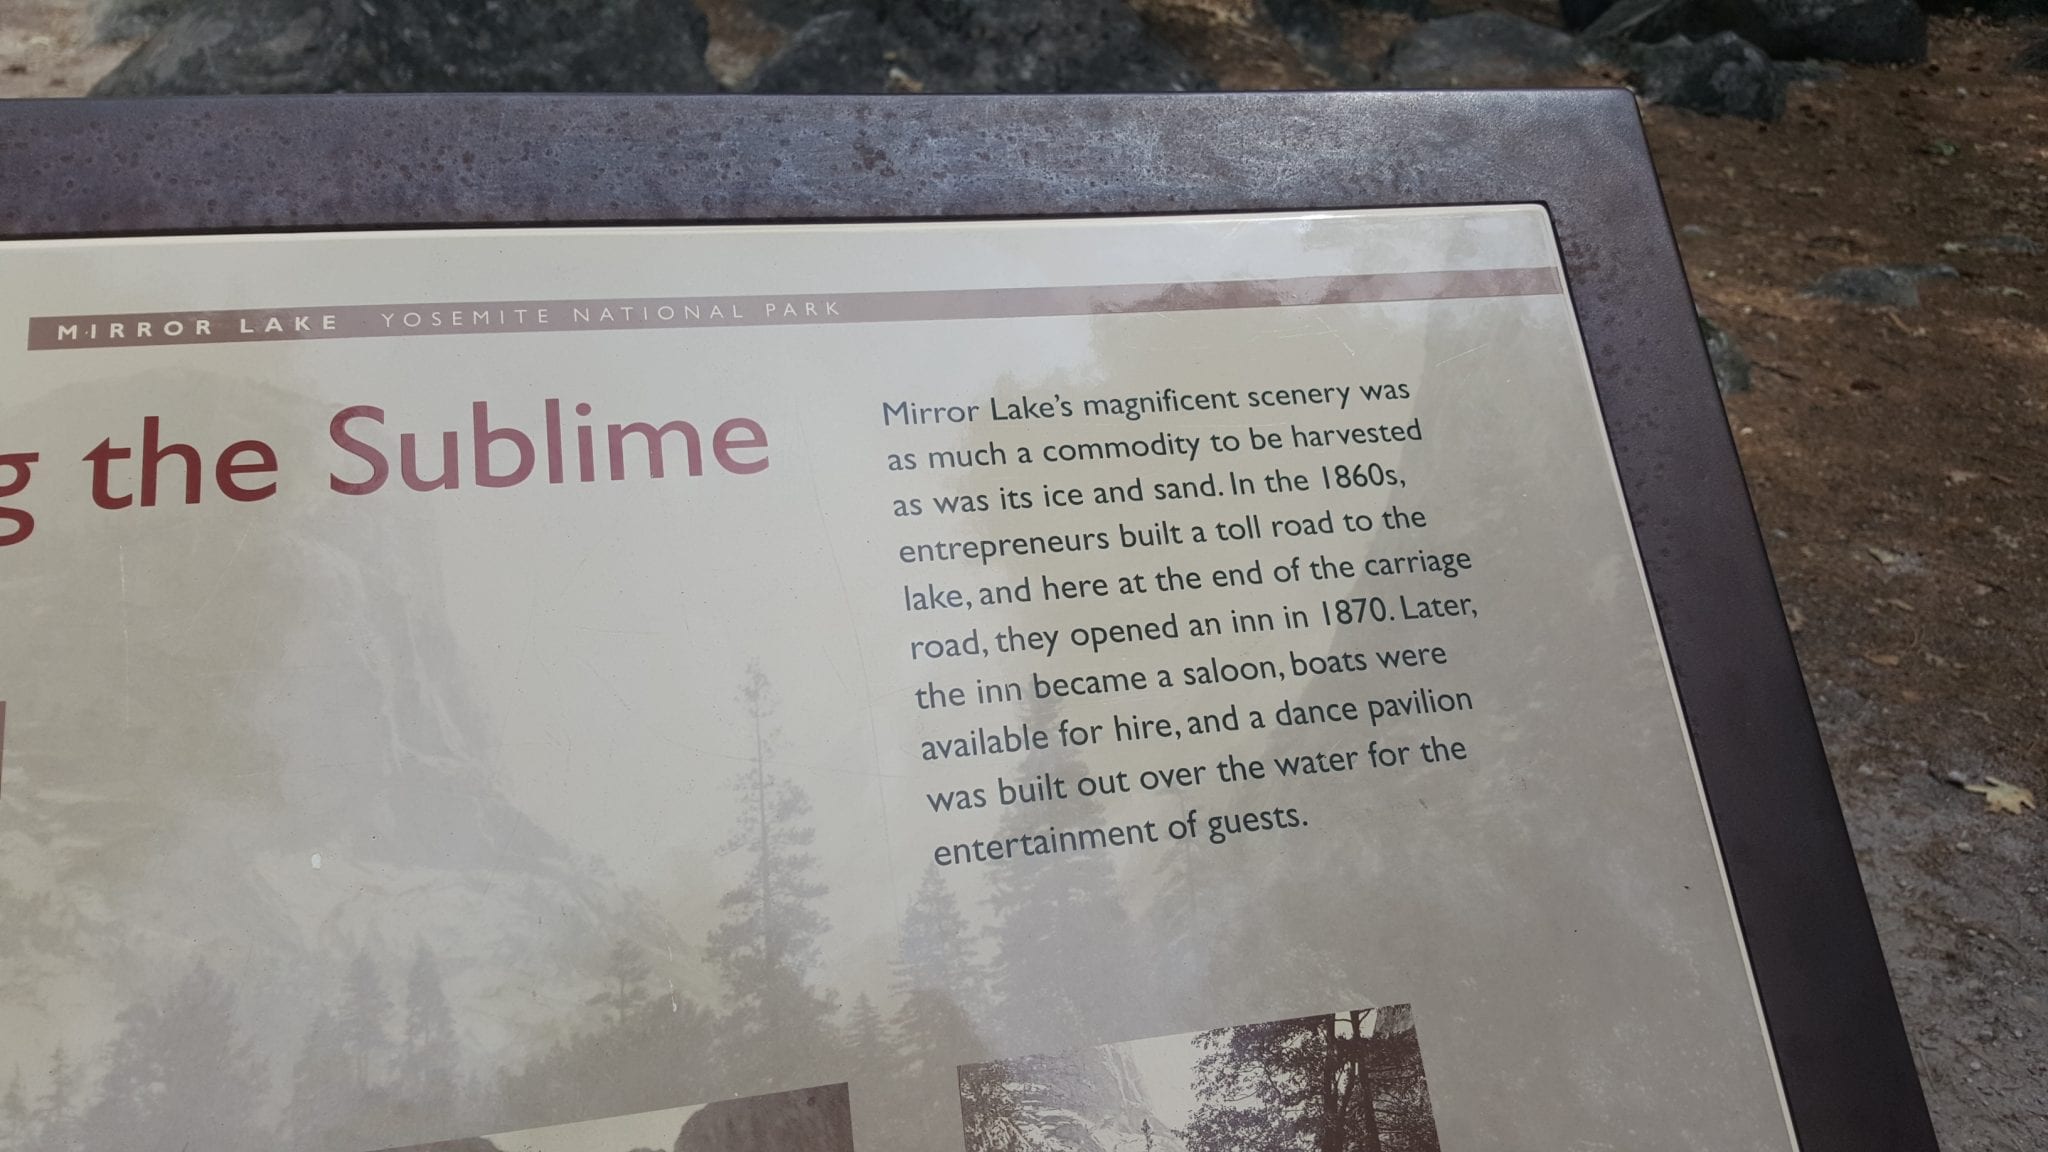 MIRROR LAKE YOSEMITE NATIONAL PARK
g the Sublime
Mirror Lake's magnificent scenery was
as much a commodity to be harvested
as was its ice and sand. In the 1860s,
entrepreneurs built a toll road to the
lake, and here at the end of the carriage
road, they opened an inn in 1870. Later,
the inn became a saloon, boats were
available for hire, and a dance pavilion
was built out over the water for the
entertainment of guests.